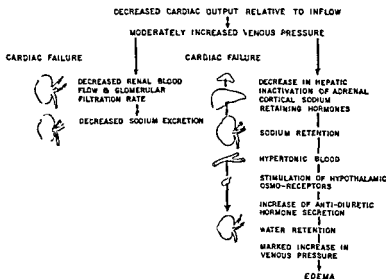 DECREASED CARDIAC OUTPUT RELATIVE TO INFLOW
MODERATELY INCREASED VENOUS PRESSURE
CARDIAC FAILURE
DECREASED RENAL BLOOD
FLOW & GLOMERULAR
FILTRATION RATE
DECREASED SODIUM EXCRETION
CARDIAC FAILURE
DECREASE IN HEPATIC
INACTIVATION OF ADRENAL
CORTICAL SODIUM
RETAINING HORMONES
SODIUM RETENTION
HYPERTONIC BLOOD
STIMULATION OF HYPOTHALAMIC
OSMO-RECEPTORS
INCREASE OF ANTI-DIURETIC
HORMONE SECRETION
WATER RETENTION
MARKED INCREASE IN
VENOUS PRESSURE
EDEMA